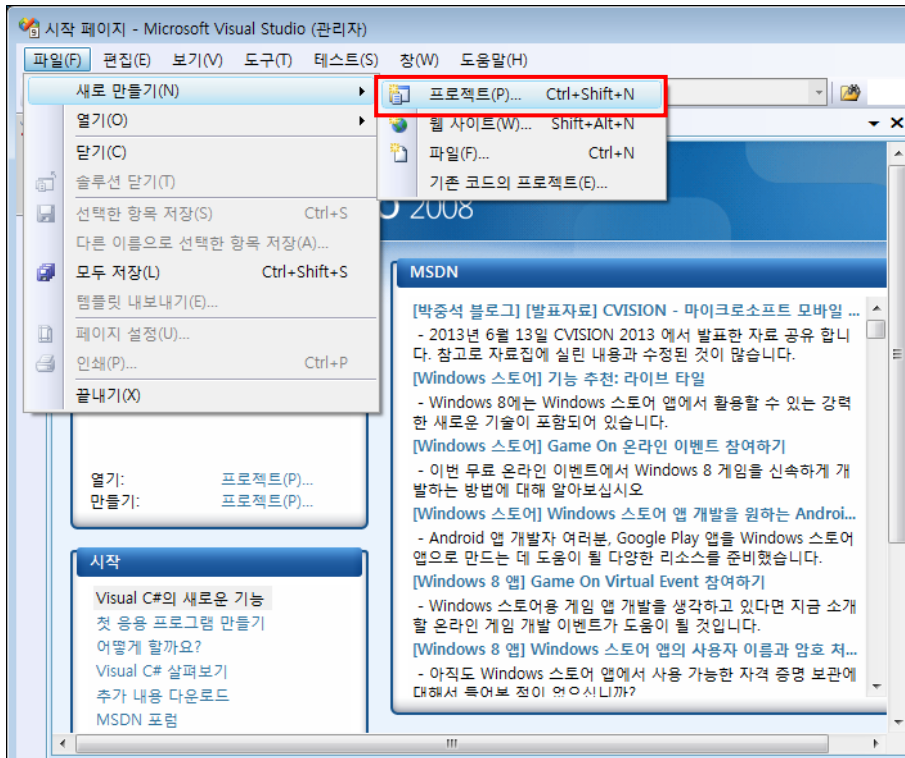 시작 페이지 - Microsoft Visual Studio (관리자)
파일(F) 편집(E) 보기(V) 도구(T) 테스트(S) 창(W) 도움말(H)
새로 만들기(N)
열기(O)
닫기(C)
솔루션 닫기(T)
선택한 항목 저장(S) Ctrl+S
다른 이름으로 선택한 항목 저장(A)...
모두 저장(L) Ctrl+Shift+S
템플릿 내보내기(E)...
페이지 설정(U)...
인쇄(P)... Ctrl+P
끝내기(X)
프로젝트(P)... Ctrl+Shift+N
웹 사이트(W)... Shift+Alt+N
파일(F)... Ctrl+N
기존 코드의 프로젝트(E)...
2008
열기: 프로젝트(P)...
만들기: 프로젝트(P)...
시작
Visual C#의 새로운 기능
첫 응용 프로그램 만들기
어떻게 할까요?
Visual C# 살펴보기
추가 내용 다운로드
MSDN 포럼
MSDN
[박중석 블로그] [발표자료] CVISION - 마이크로소프트 모바일 ...
- 2013년 6월 13일 CVISION 2013 에서 발표한 자료 공유 합니
다. 참고로 자료집에 실린 내용과 수정된 것이 많습니다.
[Windows 스토어] 기능 추천: 라이브 타일
- Windows 8에는 Windows 스토어 앱에서 활용할 수 있는 강력
한 새로운 기술이 포함되어 있습니다.
[Windows 스토어] Game On 온라인 이벤트 참여하기
- 이번 무료 온라인 이벤트에서 Windows 8 게임을 신속하게 개
발하는 방법에 대해 알아보십시오
[Windows 스토어] Windows 스토어 앱 개발을 원하는 Androi...
- Android 앱 개발자 여러분, Google Play 앱을 Windows 스토어
앱으로 만드는 데 도움이 될 다양한 리소스를 준비했습니다.
[Windows 8 앱] Game On Virtual Event 참여하기
- Windows 스토어용 게임 앱 개발을 생각하고 있다면 지금 소개
할 온라인 게임 개발 이벤트가 도움이 될 것입니다.
[Windows 8 앱] Windows 스토어 앱의 사용자 이름과 암호 처...
- 아직도 Windows 스토어 앱에서 사용 가능한 자격 증명 보관에
대해서 들어본 적이 없으십니까?